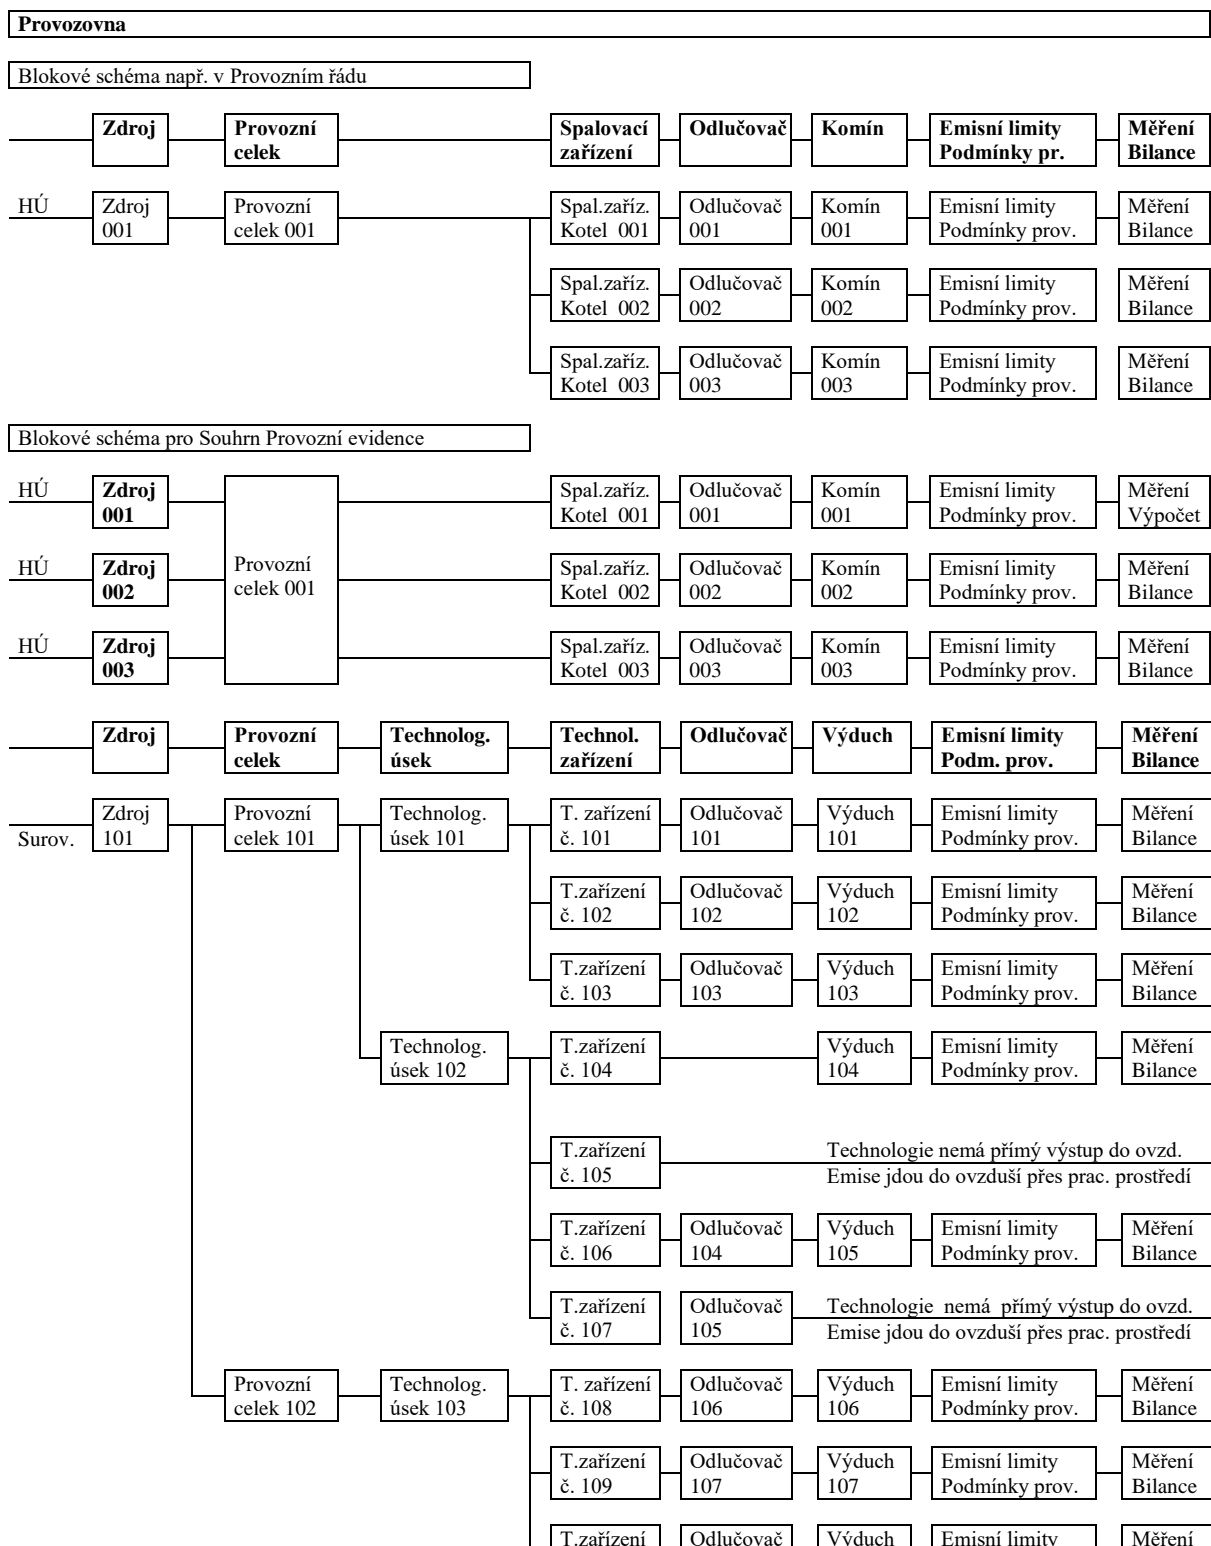 Provozovna
Blokové schéma např. v Provozním řádu
Zdroj Provozní Spalovací Odlučovač Komín Emisní limity Měření
celek zařízení Podmínky pr. Bilance
HÚ Zdroj Provozní Spal.zaříz. Odlučovač Komín Emisní limity Měření
001 celek 001 Kotel 001 001 001 Podmínky prov. Bilance
Spal.zaříz. Odlučovač Komín Emisní limity Měření
Kotel 002 002 002 Podmínky prov. Bilance
Spal.zaříz. Odlučovač Komín Emisní limity Měření
Kotel 003 003 003 Podmínky prov. Bilance
Blokové schéma pro Souhrn Provozní evidence
HÚ Zdroj Spal.zaříz. Odlučovač Komín Emisní limity Měření
001 Kotel 001 001 001 Podmínky prov. Výpočet
HÚ Zdroj Provozní Spal.zaříz. Odlučovač Komín Emisní limity Měření
002 celek 001 Kotel 002 002 002 Podmínky prov. Bilance
HÚ Zdroj Spal.zaříz. Odlučovač Komín Emisní limity Měření
003 Kotel 003 003 003 Podmínky prov. Bilance
Zdroj Provozní Technolog. Technol. Odlučovač Výduch Emisní limity Měření
celek úsek zařízení Podm. prov. Bilance
Zdroj Provozní Technolog. T. zařízení Odlučovač Výduch Emisní limity Měření
Surov. 101 celek 101 úsek 101 č. 101 101 101 Podmínky prov. Bilance
T.zařízení Odlučovač Výduch Emisní limity Měření
č. 102 102 102 Podmínky prov. Bilance
T.zařízení Odlučovač Výduch Emisní limity Měření
č. 103 103 103 Podmínky prov. Bilance
Technolog. T.zařízení Výduch Emisní limity Měření
úsek 102 č. 104 104 Podmínky prov. Bilance
T.zařízení Technologie nemá přímý výstup do ovzd.
č. 105 Emise jdou do ovzduší přes prac. prostředí
T.zařízení Odlučovač Výduch Emisní limity Měření
č. 106 104 105 Podmínky prov. Bilance
T.zařízení Odlučovač Technologie nemá přímý výstup do ovzd.
č. 107 105 Emise jdou do ovzduší přes prac. prostředí
Provozní Technolog. T. zařízení Odlučovač Výduch Emisní limity Měření
celek 102 úsek 103 č. 108 106 106 Podmínky prov. Bilance
T.zařízení Odlučovač Výduch Emisní limity Měření
č. 109 107 107 Podmínky prov. Bilance
T.zařízení Odlučovač Výduch Emisní limity Měření